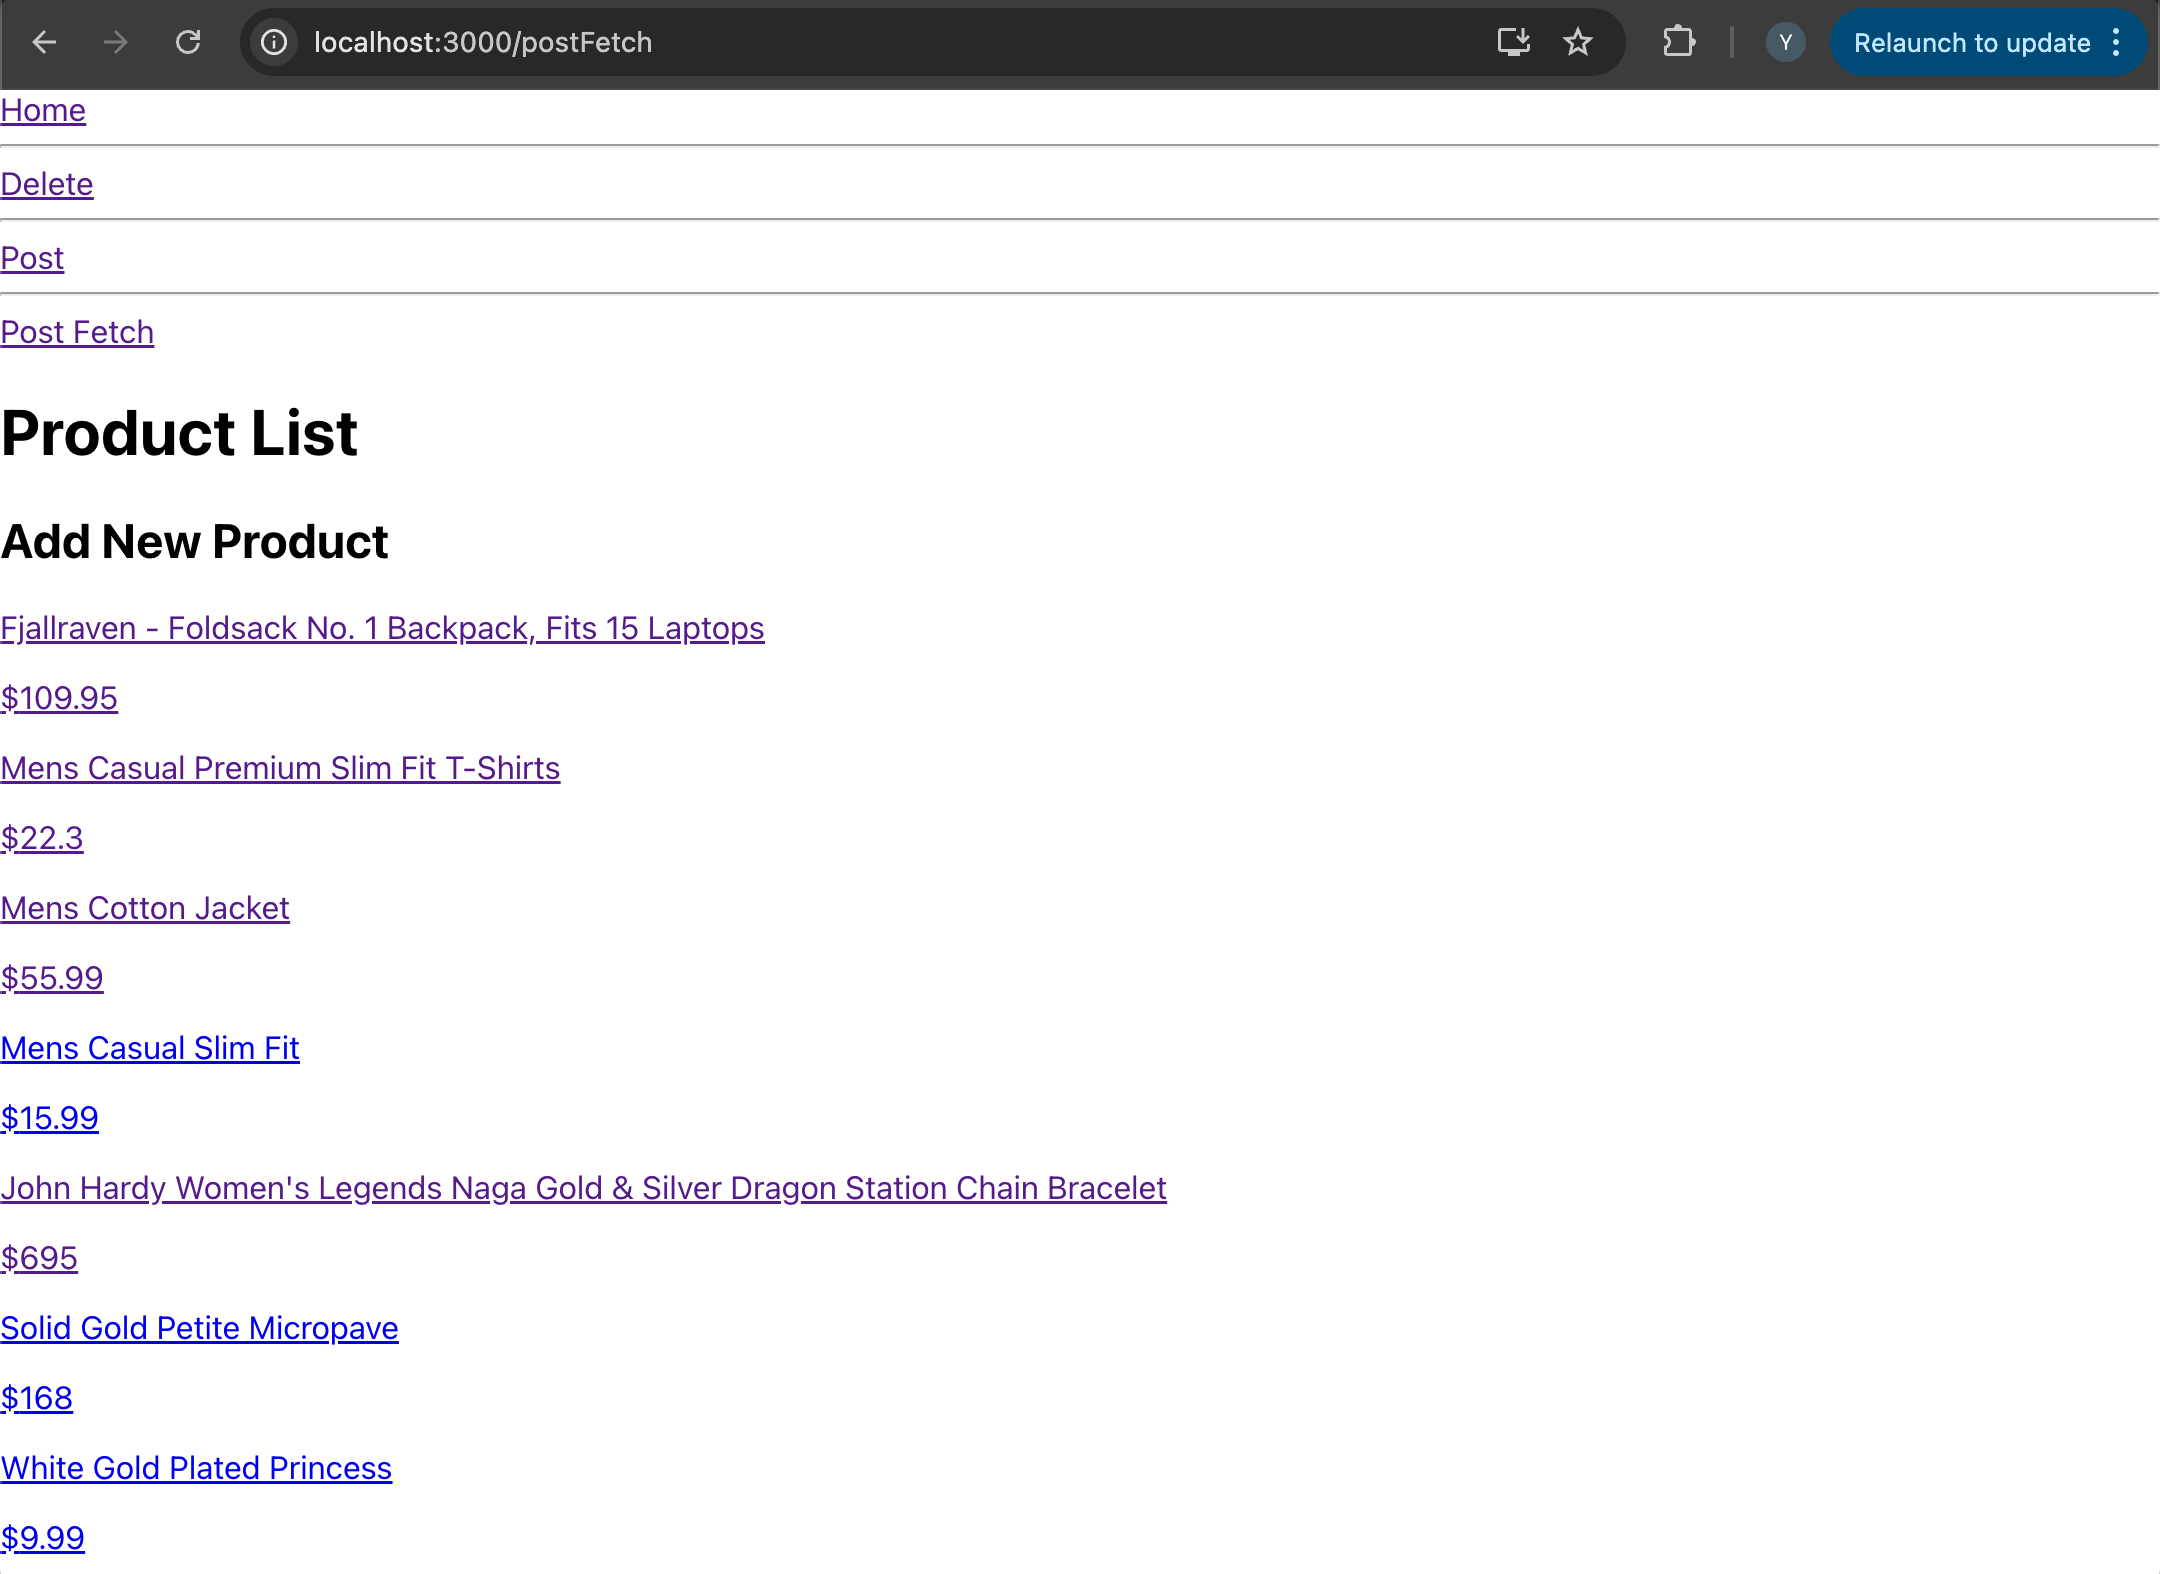 localhost:3000/postFetch
Y
Relaunch to update
Home
Delete
Post
Post Fetch
Product List
Add New Product
Fjallraven - Foldsack No. 1 Backpack, Fits 15 Laptops
$109.95
Mens Casual Premium Slim Fit T-Shirts
$22.3
Mens Cotton Jacket
$55.99
Mens Casual Slim Fit
$15.99
John Hardy Women's Legends Naga Gold & Silver Dragon Station Chain Bracelet
$695
Solid Gold Petite Micropave
$168
White Gold Plated Princess
$9.99